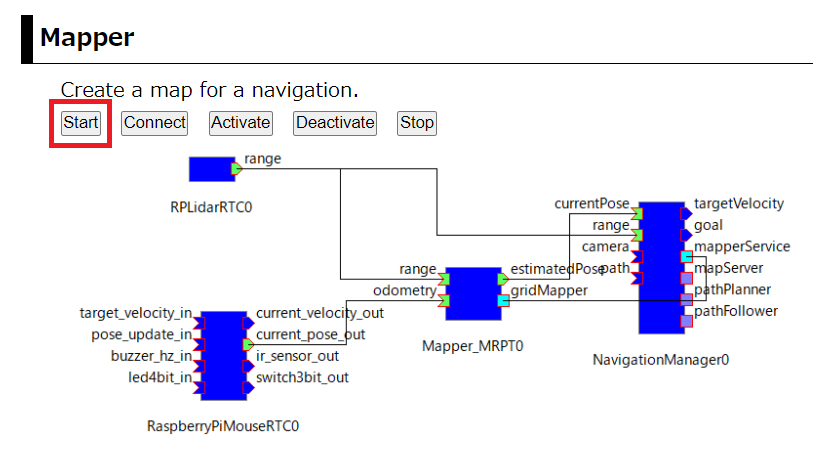 Mapper
Create a map for a navigation.
Start Connect Activate Deactivate Stop
range
RPLidarRTC0
currentPose targetVelocity
range goal
camera mapperService
path mapServer
pathPlanner
pathFollower
NavigationManager0
range estimatedPose
odometry gridMapper
Mapper_MRPT0
target_velocity_in current_velocity_out
pose_update_in current_pose_out
buzzer_hz_in ir_sensor_out
led4bit_in switch3bit_out
RaspberryPiMouseRTC0